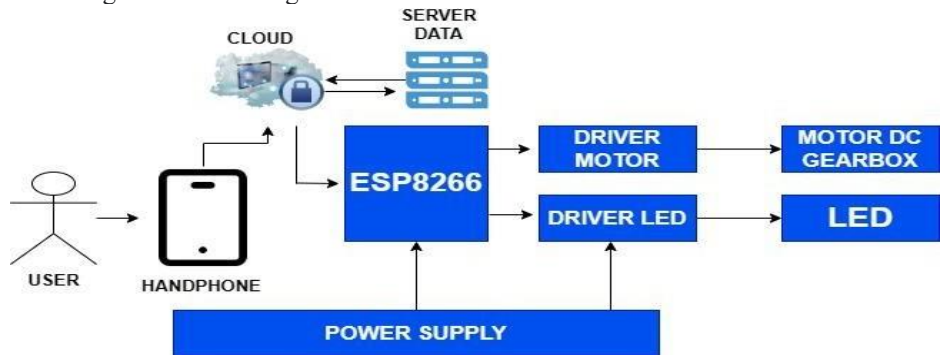 SERVER
DATA
CLOUD
DRIVER
MOTOR
MOTOR DC
GEARBOX
ESP8266
DRIVER LED
LED
USER
HANDPHONE
POWER SUPPLY